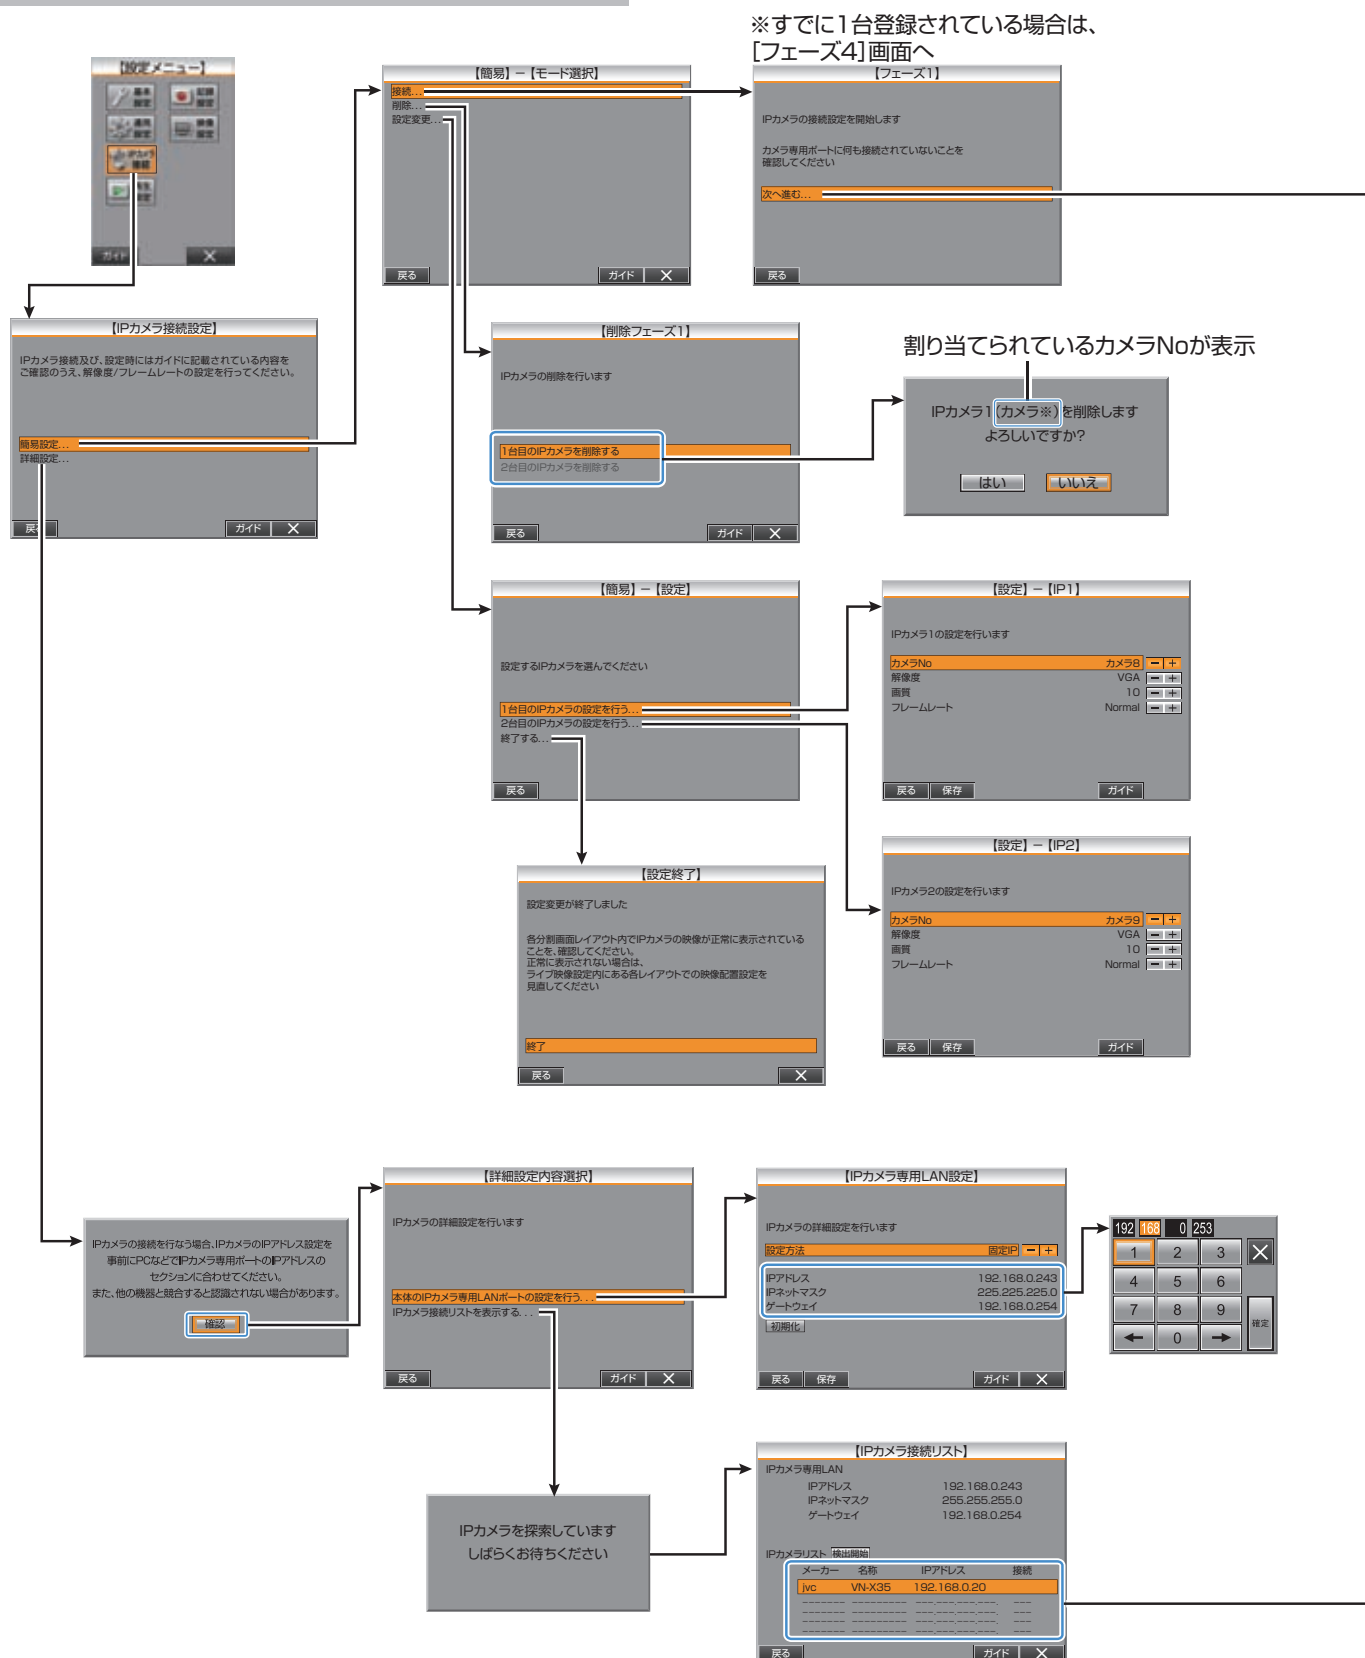 ※すでに1台登録されている場合は、
［フェーズ4］画面へ
【設定メニュー】
基本
設定
記録
設定
運用
設定
映像
設定
IPカメラ
接続
設定
ガイド
【簡易】－【モード選択】
接続...
削除...
設定変更...
戻る ガイド ×
【フェーズ1】
IPカメラの接続設定を開始します
カメラ専用ポートに何も接続されていないことを
確認してください
次へ進む...
戻る
【IPカメラ接続設定】
IPカメラ接続及び、設定時にはガイドに記載されている内容を
ご確認のうえ、解像度/フレームレートの設定を行ってください。
簡易設定...
詳細設定...
戻る ガイド ×
【削除フェーズ1】
IPカメラの削除を行います
1台目のIPカメラを削除する
2台目のIPカメラを削除する
戻る ガイド ×
割り当てられているカメラNoが表示
IPカメラ1（カメラ※）を削除します
よろしいですか？
はい いいえ
【簡易】－【設定】
設定するIPカメラを選んでください
1台目のIPカメラの設定を行う...
2台目のIPカメラの設定を行う...
終了する...
戻る
【設定】－【IP1】
IPカメラ1の設定を行います
カメラNo カメラ8 － ＋
解像度 VGA － ＋
画質 10 － ＋
フレームレート Normal － ＋
戻る 保存 ガイド
【設定】－【IP2】
IPカメラ2の設定を行います
カメラNo カメラ9 － ＋
解像度 VGA － ＋
画質 10 － ＋
フレームレート Normal － ＋
戻る 保存 ガイド
【設定終了】
設定変更が終了しました
各分割画面レイアウト内でIPカメラの映像が正常に表示されている
ことを、確認してください。
正常に表示されない場合は、
ライブ映像設定内にある各レイアウトでの映像配置設定を
見直してください
終了
戻る ×
IPカメラの接続を行なう場合、IPカメラのIPアドレス設定を
事前にPCなどでIPカメラ専用ポートのIPアドレスの
セクションに合わせてください。
また、他の機器と競合すると認識されない場合があります。
確認
【詳細設定内容選択】
IPカメラの詳細設定を行います
本体のIPカメラ専用LANポートの設定を行う...
IPカメラ接続リストを表示する...
戻る ガイド ×
【IPカメラ専用LAN設定】
IPカメラの詳細設定を行います
設定方法 固定IP － ＋
IPアドレス 192.168.0.243
IPネットマスク 225.225.225.0
ゲートウェイ 192.168.0.254
初期化
戻る 保存 ガイド ×
192 168 0 253
1 2 3 ×
4 5 6
7 8 9 確定
← 0 →
IPカメラを探索しています
しばらくお待ちください
【IPカメラ接続リスト】
IPカメラ専用LAN
IPアドレス 192.168.0.243
IPネットマスク 255.255.255.0
ゲートウェイ 192.168.0.254
IPカメラリスト 検出開始
メーカー 名称 IPアドレス 接続
jvc VN-X35 192.168.0.20
------- --------- ---.---.---.---. ---
------- --------- ---.---.---.---. ---
------- --------- ---.---.---.---. ---
戻る ガイド ×